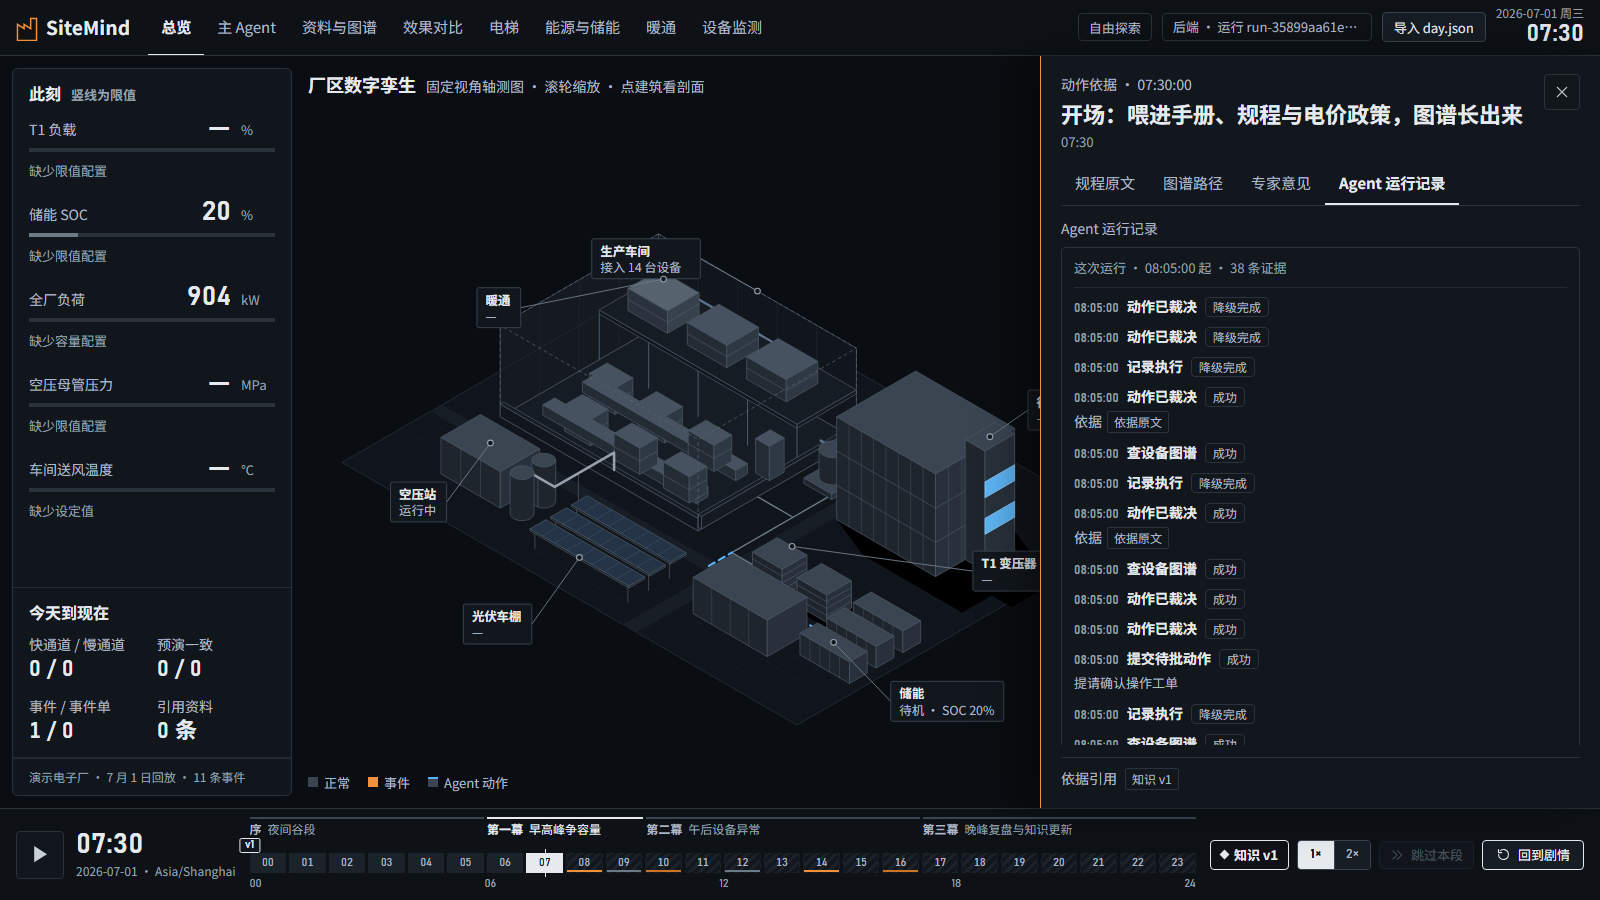 SiteMind
总览
主 Agent
资料与图谱
效果对比
电梯
能源与储能
暖通
设备监测
自由探索
后端 · 运行 run-35899aa61e···
导入 day.json
2026-07-01 周三
07:30
此刻 竖线为限值
T1 负载 — %
缺少限值配置
储能 SOC 20 %
缺少限值配置
全厂负荷 904 kW
缺少容量配置
空压母管压力 — MPa
缺少限值配置
车间送风温度 — °C
缺少设定值
今天到现在
快通道 / 慢通道 预演一致
0 / 0 0 / 0
事件 / 事件单 引用资料
1 / 0 0 条
演示电子厂 · 7 月 1 日回放 · 11 条事件
厂区数字孪生 固定视角轴测图 · 滚轮缩放 · 点建筑看剖面
生产车间
接入 14 台设备
暖通
—
空压站
运行中
光伏车棚
—
T1 变压器
—
储能
待机 · SOC 20%
正常
事件
Agent 动作
动作依据 · 07:30:00
开场：喂进手册、规程与电价政策，图谱长出来
07:30
规程原文
图谱路径
专家意见
Agent 运行记录
Agent 运行记录
这次运行 · 08:05:00 起 · 38 条证据
08:05:00 动作已裁决 降级完成
08:05:00 动作已裁决 降级完成
08:05:00 记录执行 降级完成
08:05:00 动作已裁决 成功
依据 依据原文
08:05:00 查设备图谱 成功
08:05:00 记录执行 降级完成
08:05:00 动作已裁决 成功
依据 依据原文
08:05:00 查设备图谱 成功
08:05:00 动作已裁决 成功
08:05:00 动作已裁决 成功
08:05:00 提交待批动作 成功
提请确认操作工单
08:05:00 记录执行 降级完成
08:05:00 查设备图谱 成功
依据引用 知识 v1
07:30
2026-07-01 · Asia/Shanghai
序 夜间谷段
第一幕 早高峰争容量
第二幕 午后设备异常
第三幕 晚峰复盘与知识更新
v1
00 01 02 03 04 05 06 07 08 09 10 11 12 13 14 15 16 17 18 19 20 21 22 23
00 06 12 18 24
知识 v1
1×
2×
跳过本段
回到剧情